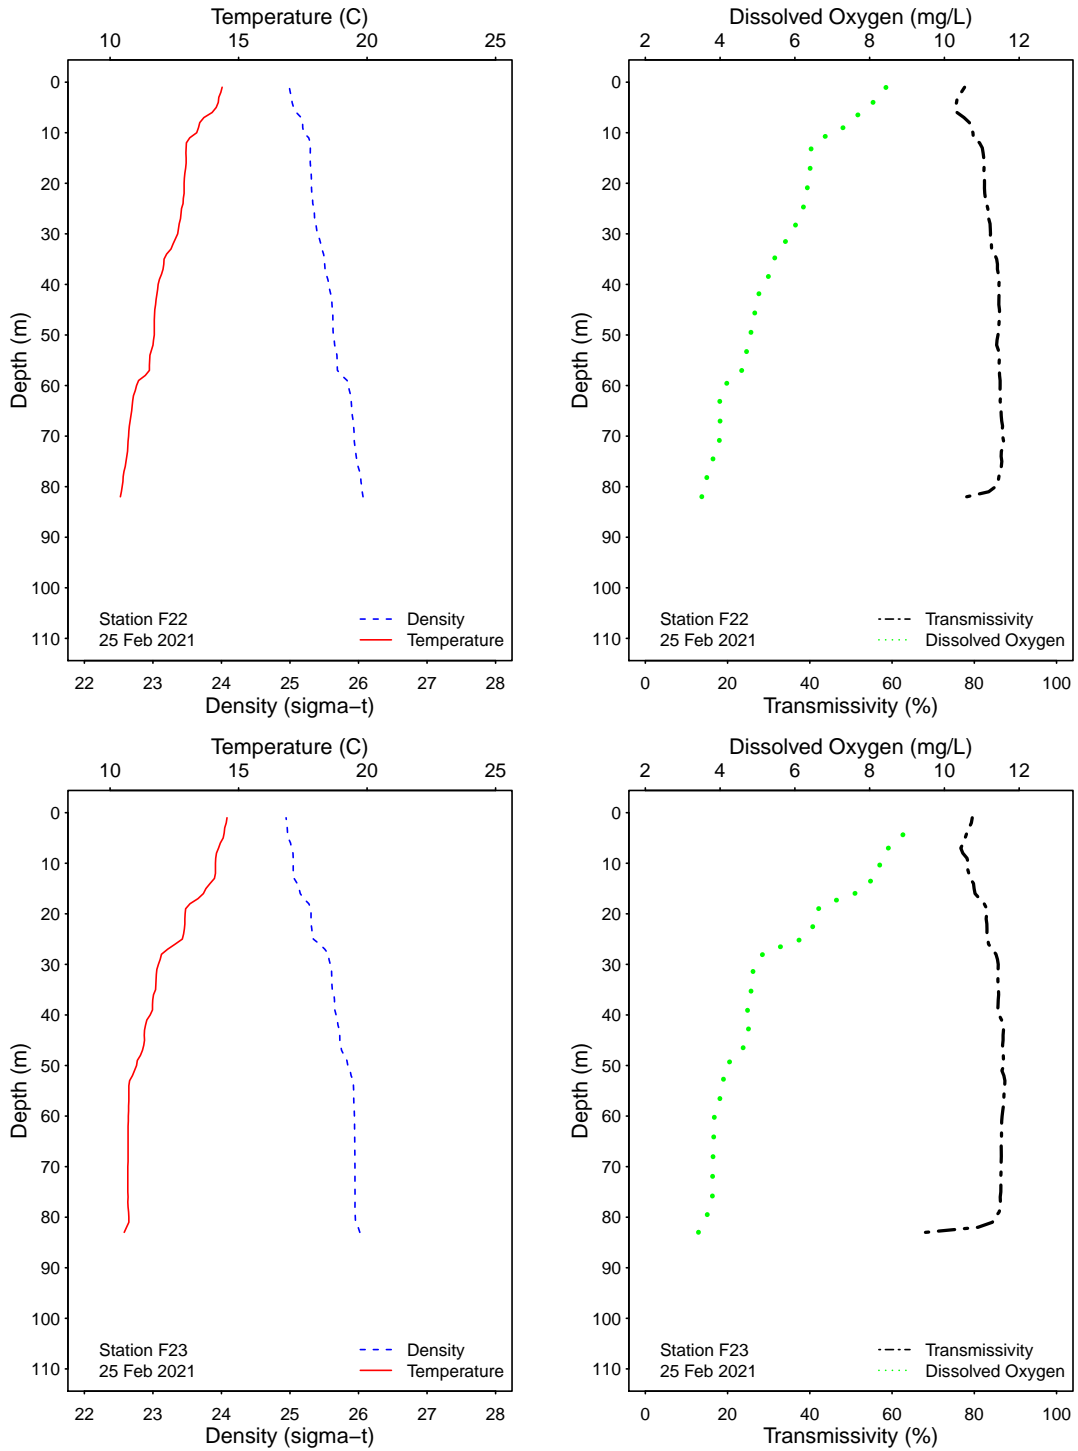 Temperature (C)
10 15 20 25
0
10
20
30
40
50
60
70
80
90
100
110
Depth (m)
Station F22
25 Feb 2021
Density
Temperature
22 23 24 25 26 27 28
Density (sigma−t)
Dissolved Oxygen (mg/L)
2 4 6 8 10 12
0
10
20
30
40
50
60
70
80
90
100
110
Depth (m)
Station F22
25 Feb 2021
Transmissivity
Dissolved Oxygen
0 20 40 60 80 100
Transmissivity (%)
Temperature (C)
10 15 20 25
0
10
20
30
40
50
60
70
80
90
100
110
Depth (m)
Station F23
25 Feb 2021
Density
Temperature
22 23 24 25 26 27 28
Density (sigma−t)
Dissolved Oxygen (mg/L)
2 4 6 8 10 12
0
10
20
30
40
50
60
70
80
90
100
110
Depth (m)
Station F23
25 Feb 2021
Transmissivity
Dissolved Oxygen
0 20 40 60 80 100
Transmissivity (%)